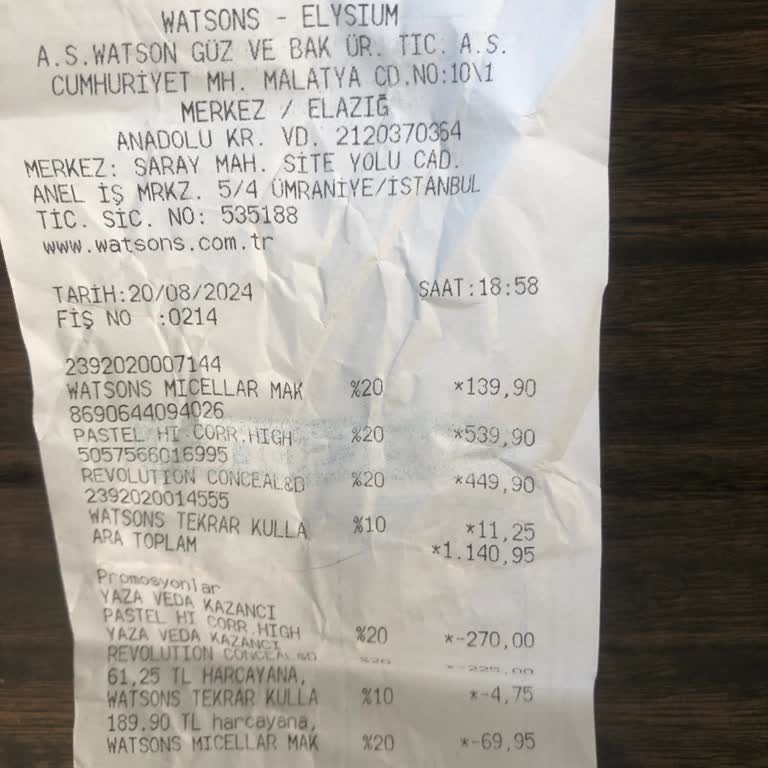 WATSONS - ELYSIUM
A.S.WATSON GÜZ VE BAK ÜR. TIC. A.S.
CUMHURİYET MH. MALATYA CD.NO:10\1
MERKEZ / ELAZIĞ
ANADOLU KR. VD. 2120370364
MERKEZ: SARAY MAH. SİTE YOLU CAD.
ANEL İŞ MRKZ. 5/4 ÜMRANİYE/İSTANBUL
TİC. SİC. NO: 535188
www.watsons.com.tr
TARİH:20/08/2024 SAAT:18:58
FİŞ NO :0214
2392020007144
WATSONS MICELLAR MAK %20 *139,90
8690644094026
PASTEL HI CORR.HIGH %20 *539,90
5057566016995
REVOLUTION CONCEAL&D %20 *449,90
2392020014555
WATSONS TEKRAR KULLA %10 *11,25
ARA TOPLAM *1.140,95
Promosyonlar
YAZA VEDA KAZANCI
PASTEL HI CORR.HIGH %20 *-270,00
YAZA VEDA KAZANCI
REVOLUTION CONCEAL&D %20 *-225,00
61,25 TL HARCAYANA,
WATSONS TEKRAR KULLA %10 *-4,75
189,90 TL harcayana,
WATSONS MICELLAR MAK %20 *-69,95